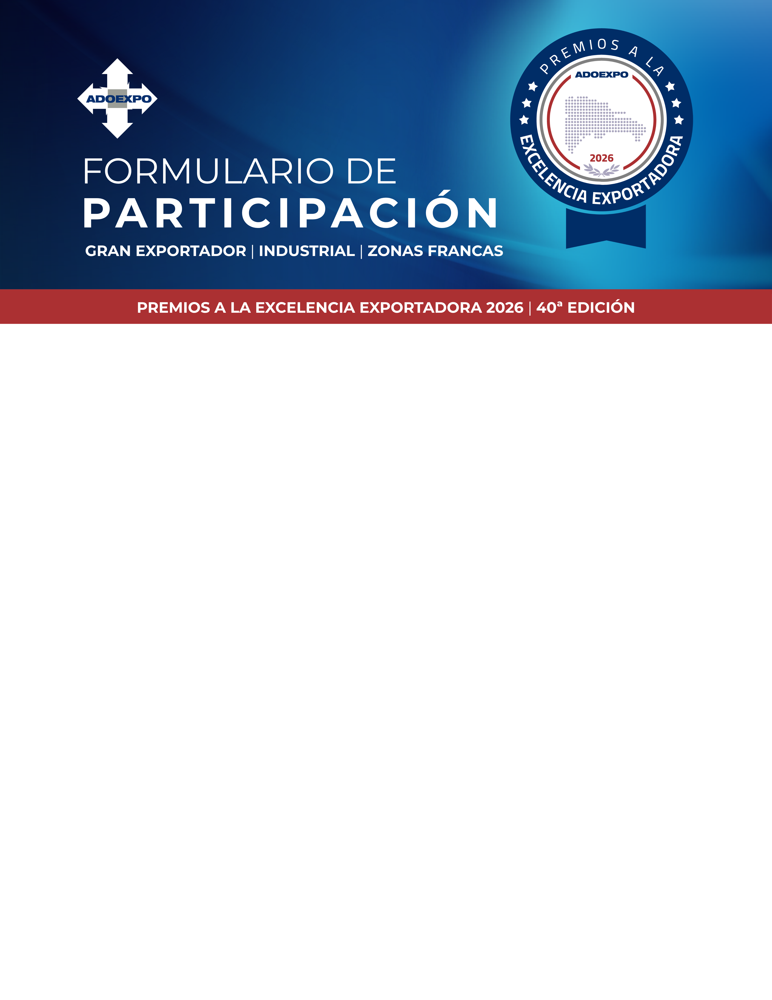 ADOEXPO
FORMULARIO DE
PARTICIPACIÓN
GRAN EXPORTADOR | INDUSTRIAL | ZONAS FRANCAS
PREMIOS A LA
ADOEXPO
2026
EXCELENCIA EXPORTADORA
PREMIOS A LA EXCELENCIA EXPORTADORA 2026 | 40ª EDICIÓN